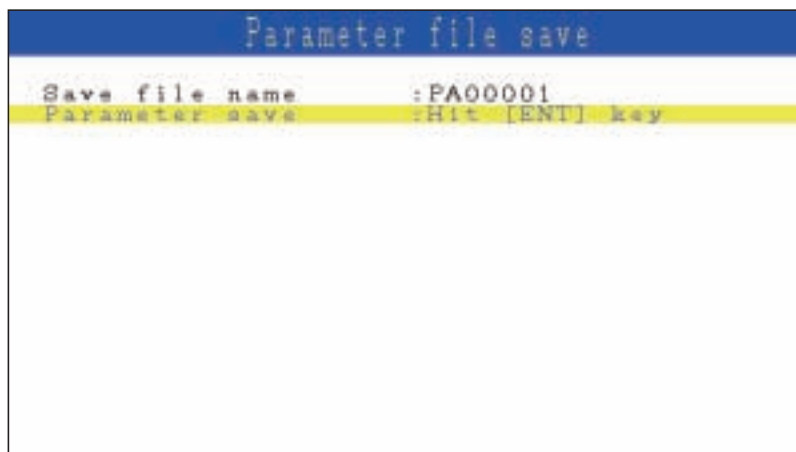 Parameter file save
Save file name :PA00001
Parameter save :Hit [ENT] key